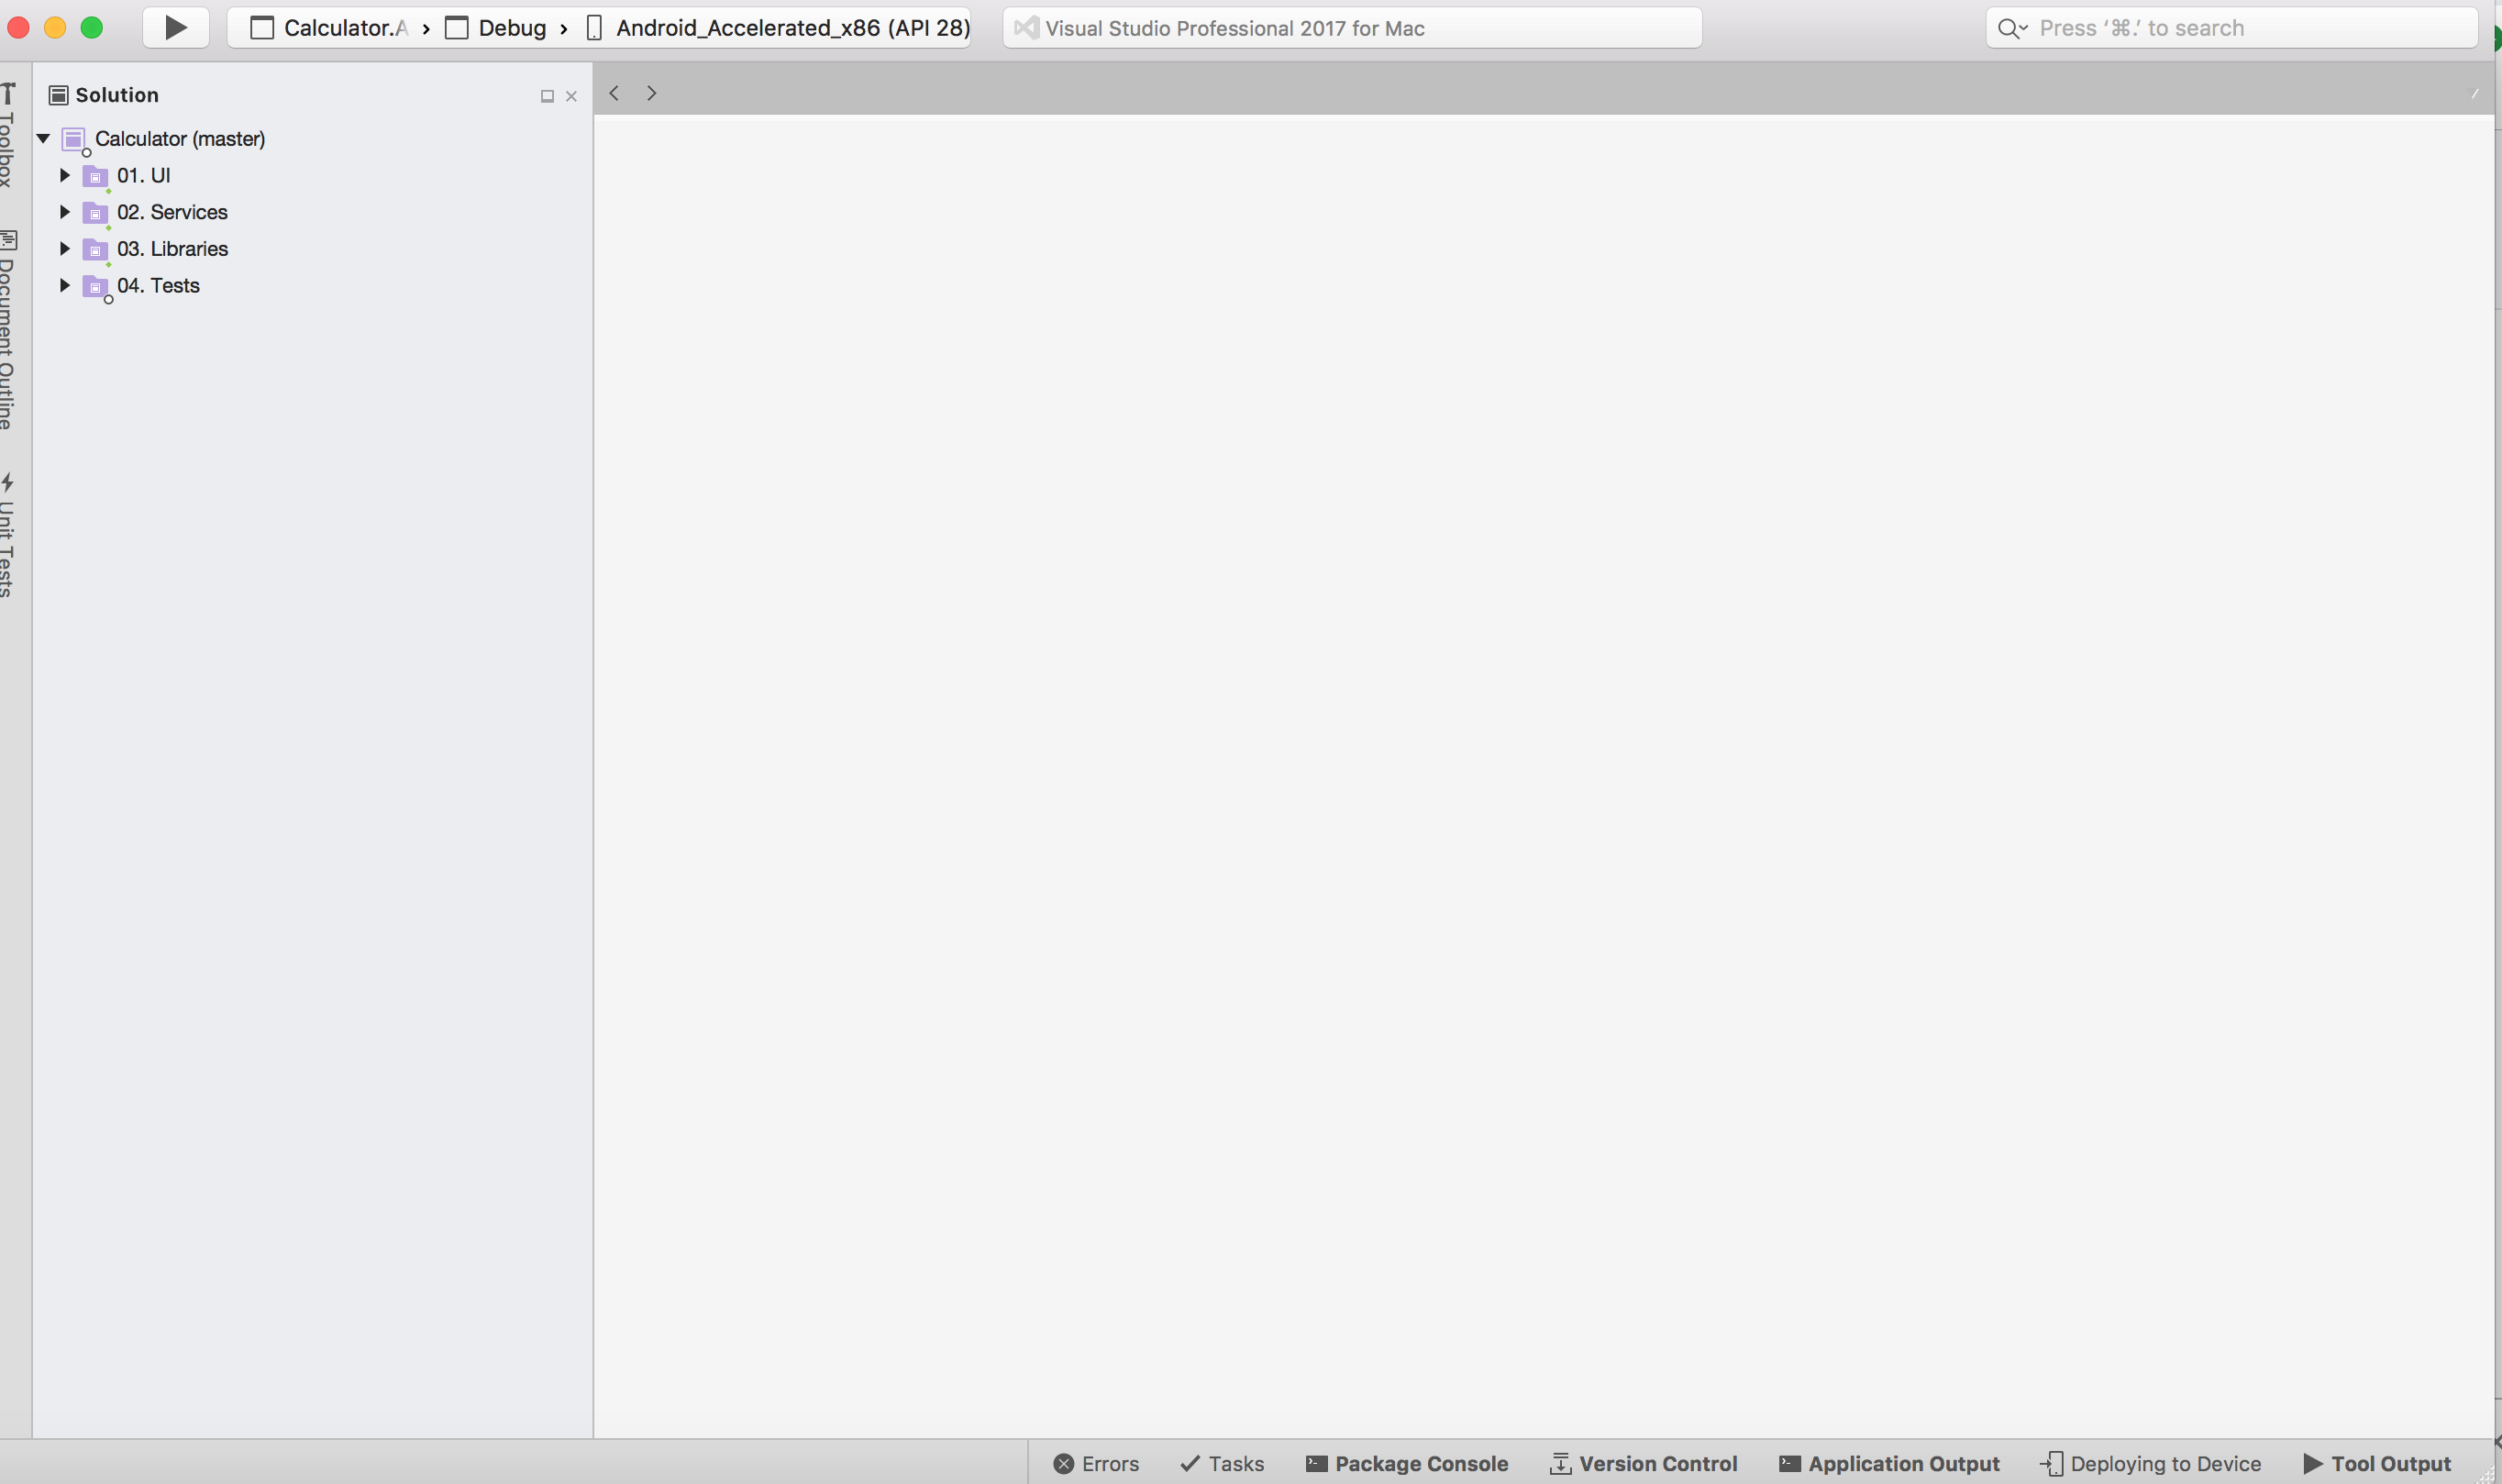 Calculator.A › Debug › Android_Accelerated_x86 (API 28)
Visual Studio Professional 2017 for Mac
Press ‘⌘.’ to search
Toolbox
Document Outline
Unit Tests
Solution
Calculator (master)
01. UI
02. Services
03. Libraries
04. Tests
Errors
Tasks
Package Console
Version Control
Application Output
Deploying to Device
Tool Output